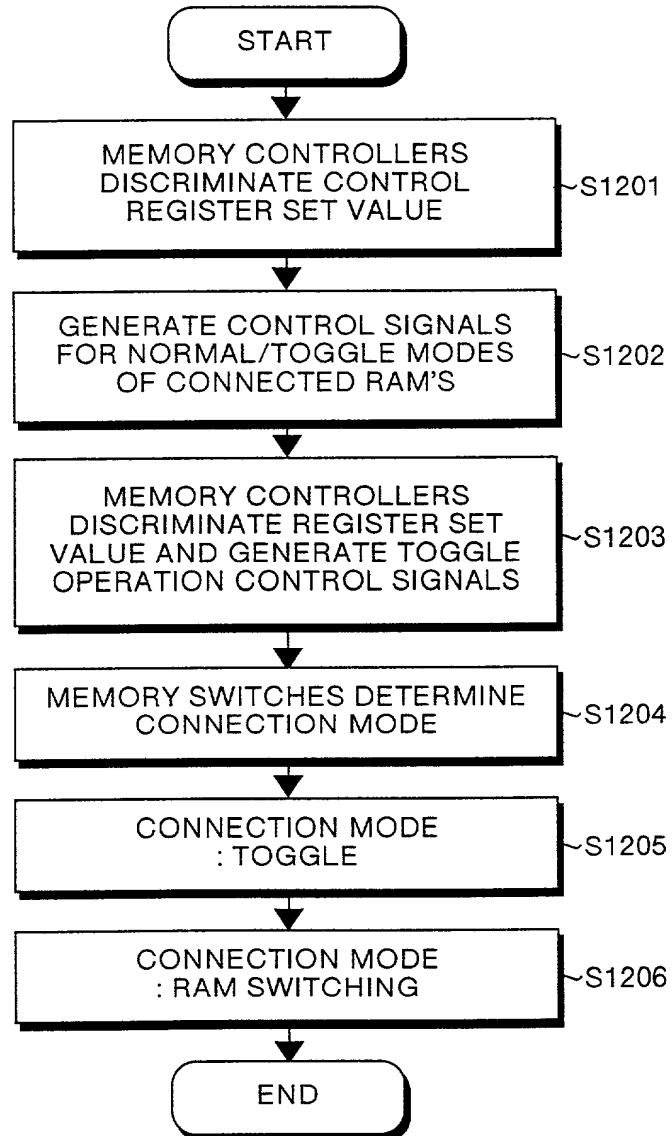 START
MEMORY CONTROLLERS
DISCRIMINATE CONTROL
REGISTER SET VALUE
S1201
GENERATE CONTROL SIGNALS
FOR NORMAL/TOGGLE MODES
OF CONNECTED RAM'S
S1202
MEMORY CONTROLLERS
DISCRIMINATE REGISTER SET
VALUE AND GENERATE TOGGLE
OPERATION CONTROL SIGNALS
S1203
MEMORY SWITCHES DETERMINE
CONNECTION MODE
S1204
CONNECTION MODE
: TOGGLE
S1205
CONNECTION MODE
: RAM SWITCHING
S1206
END